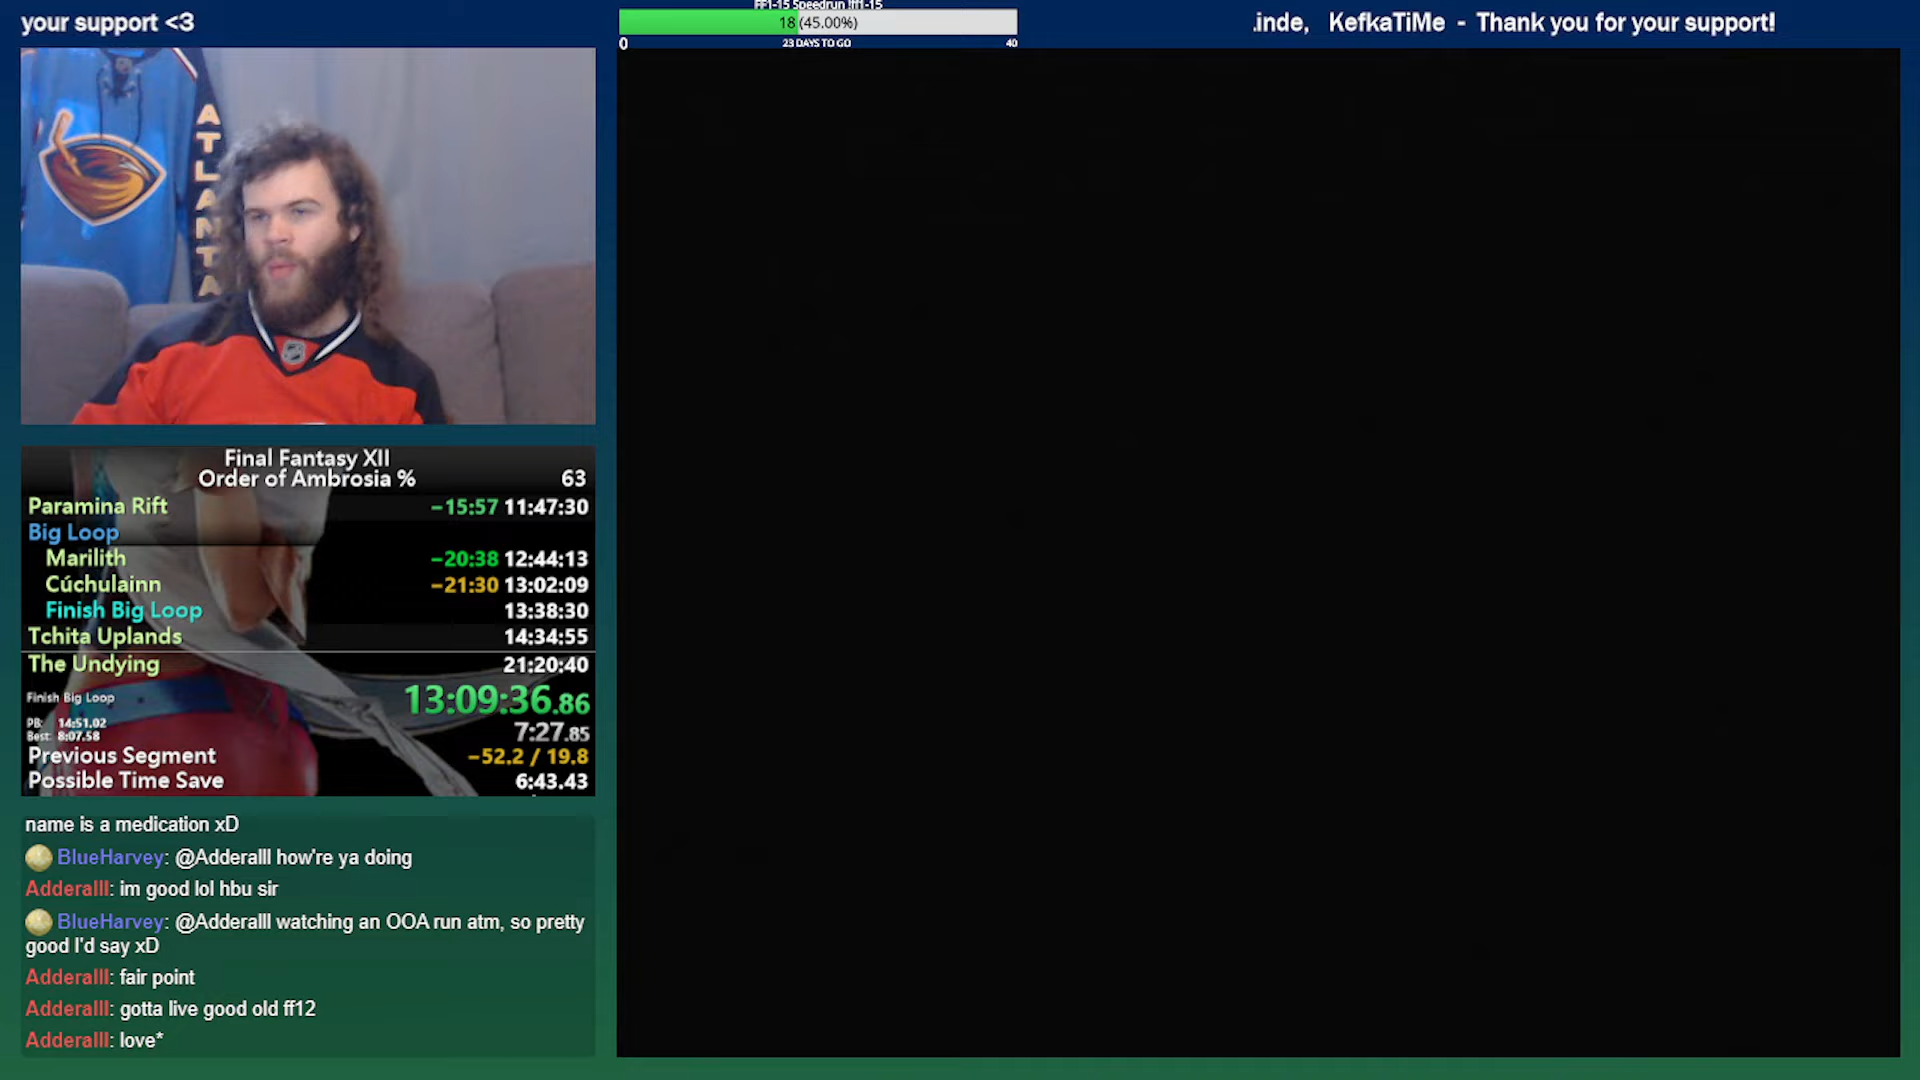 your support <3
FF1-15 Speedrun !ff1-15
18 (45.00%)
0
23 DAYS TO GO
40
.inde, KefkaTiMe - Thank you for your support!
ATLANTA
Final Fantasy XII
Order of Ambrosia %
63
Paramina Rift -15:57 11:47:30
Big Loop
Marilith -20:38 12:44:13
Cúchulainn -21:30 13:02:09
Finish Big Loop 13:38:30
Tchita Uplands 14:34:55
The Undying 21:20:40
Finish Big Loop 13:09:36.86
PB: 14:51.02
Best: 8:07.58
7:27.85
Previous Segment -52.2 / 19.8
Possible Time Save 6:43.43
name is a medication xD
BlueHarvey: @Adderalll how're ya doing
Adderalll: im good lol hbu sir
BlueHarvey: @Adderalll watching an OOA run atm, so pretty
good I'd say xD
Adderalll: fair point
Adderalll: gotta live good old ff12
Adderalll: love*